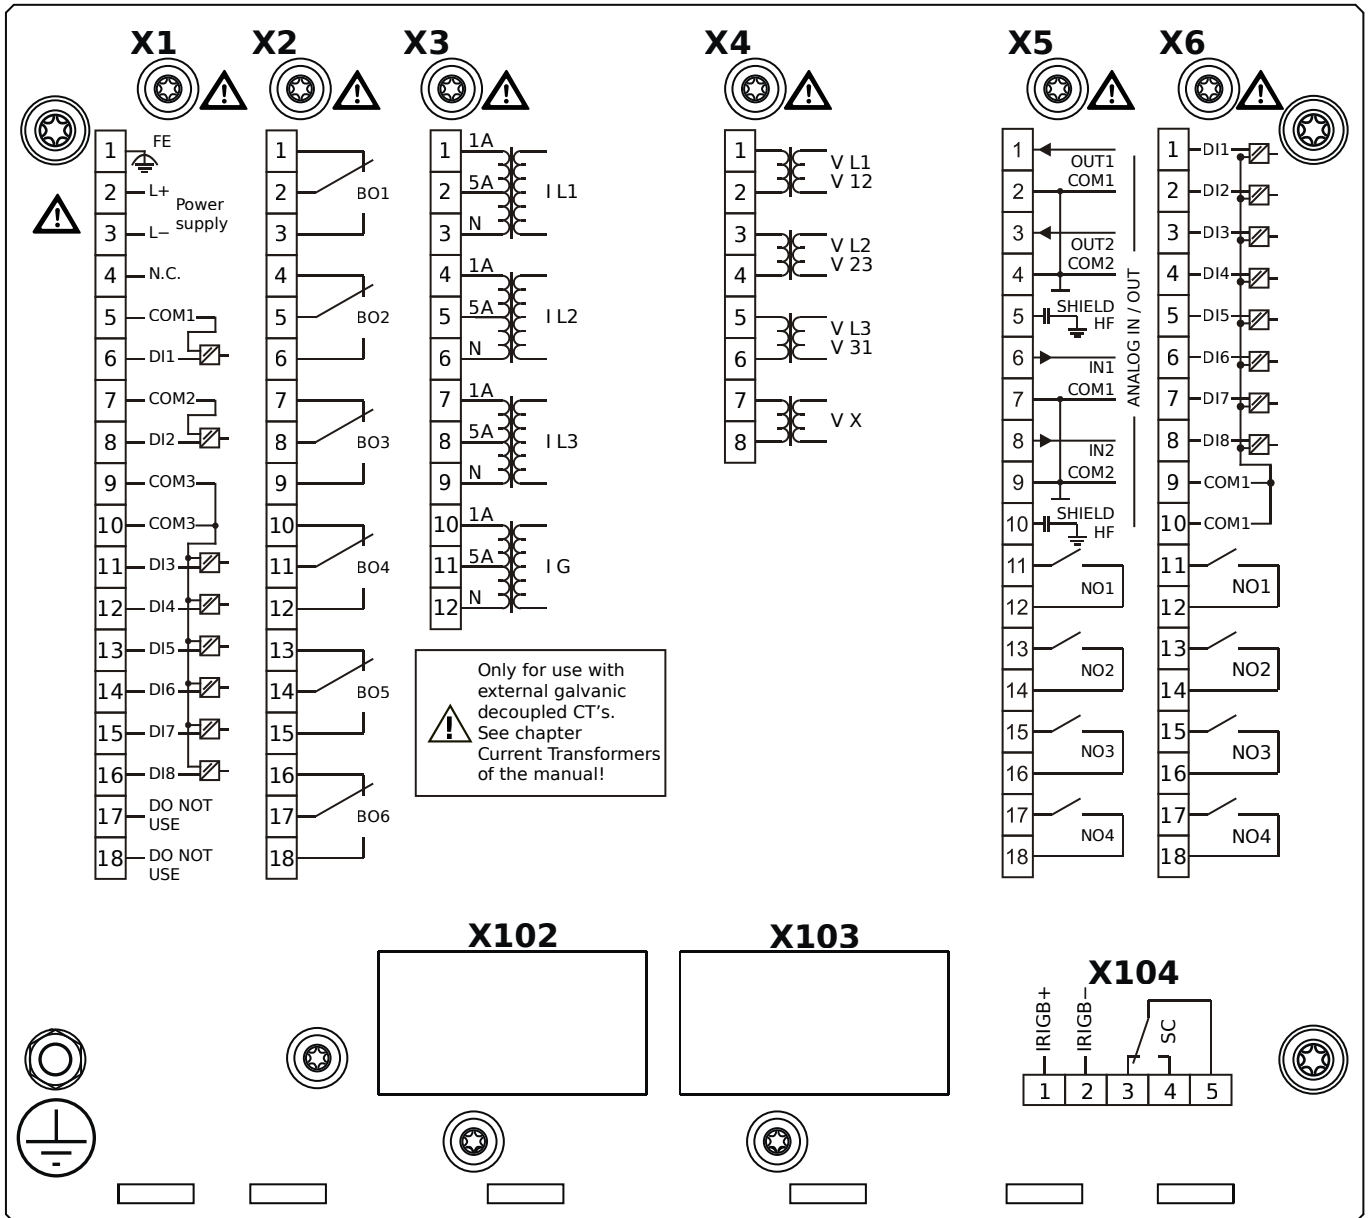 X1
X2
X3
X4
X5
X6
1 FE
2 L+
Power
supply
3 L−
4 N.C.
5 COM1
6 DI1
7 COM2
8 DI2
9 COM3
10 COM3
11 DI3
12 DI4
13 DI5
14 DI6
15 DI7
16 DI8
17 DO NOT
USE
18 DO NOT
USE
1
2 BO1
3
4
5 BO2
6
7
8 BO3
9
10
11 BO4
12
13
14 BO5
15
16
17 BO6
18
1 1A
2 5A I L1
3 N
4 1A
5 5A I L2
6 N
7 1A
8 5A I L3
9 N
10 1A
11 5A I G
12 N
Only for use with
external galvanic
decoupled CT's.
See chapter
Current Transformers
of the manual!
1
V L1
2
V 12
3
V L2
4
V 23
5
V L3
6
V 31
7
V X
8
1 OUT1
2 COM1
3 OUT2
4 COM2
5 SHIELD
HF
6 IN1
7 COM1
8 IN2
9 COM2
10 SHIELD
HF
ANALOG IN / OUT
11
NO1
12
13
NO2
14
15
NO3
16
17
NO4
18
1 DI1
2 DI2
3 DI3
4 DI4
5 DI5
6 DI6
7 DI7
8 DI8
9 COM1
10 COM1
11
NO1
12
13
NO2
14
15
NO3
16
17
NO4
18
X102
X103
X104
IRIGB+
IRIGB−
SC
1 2 3 4 5